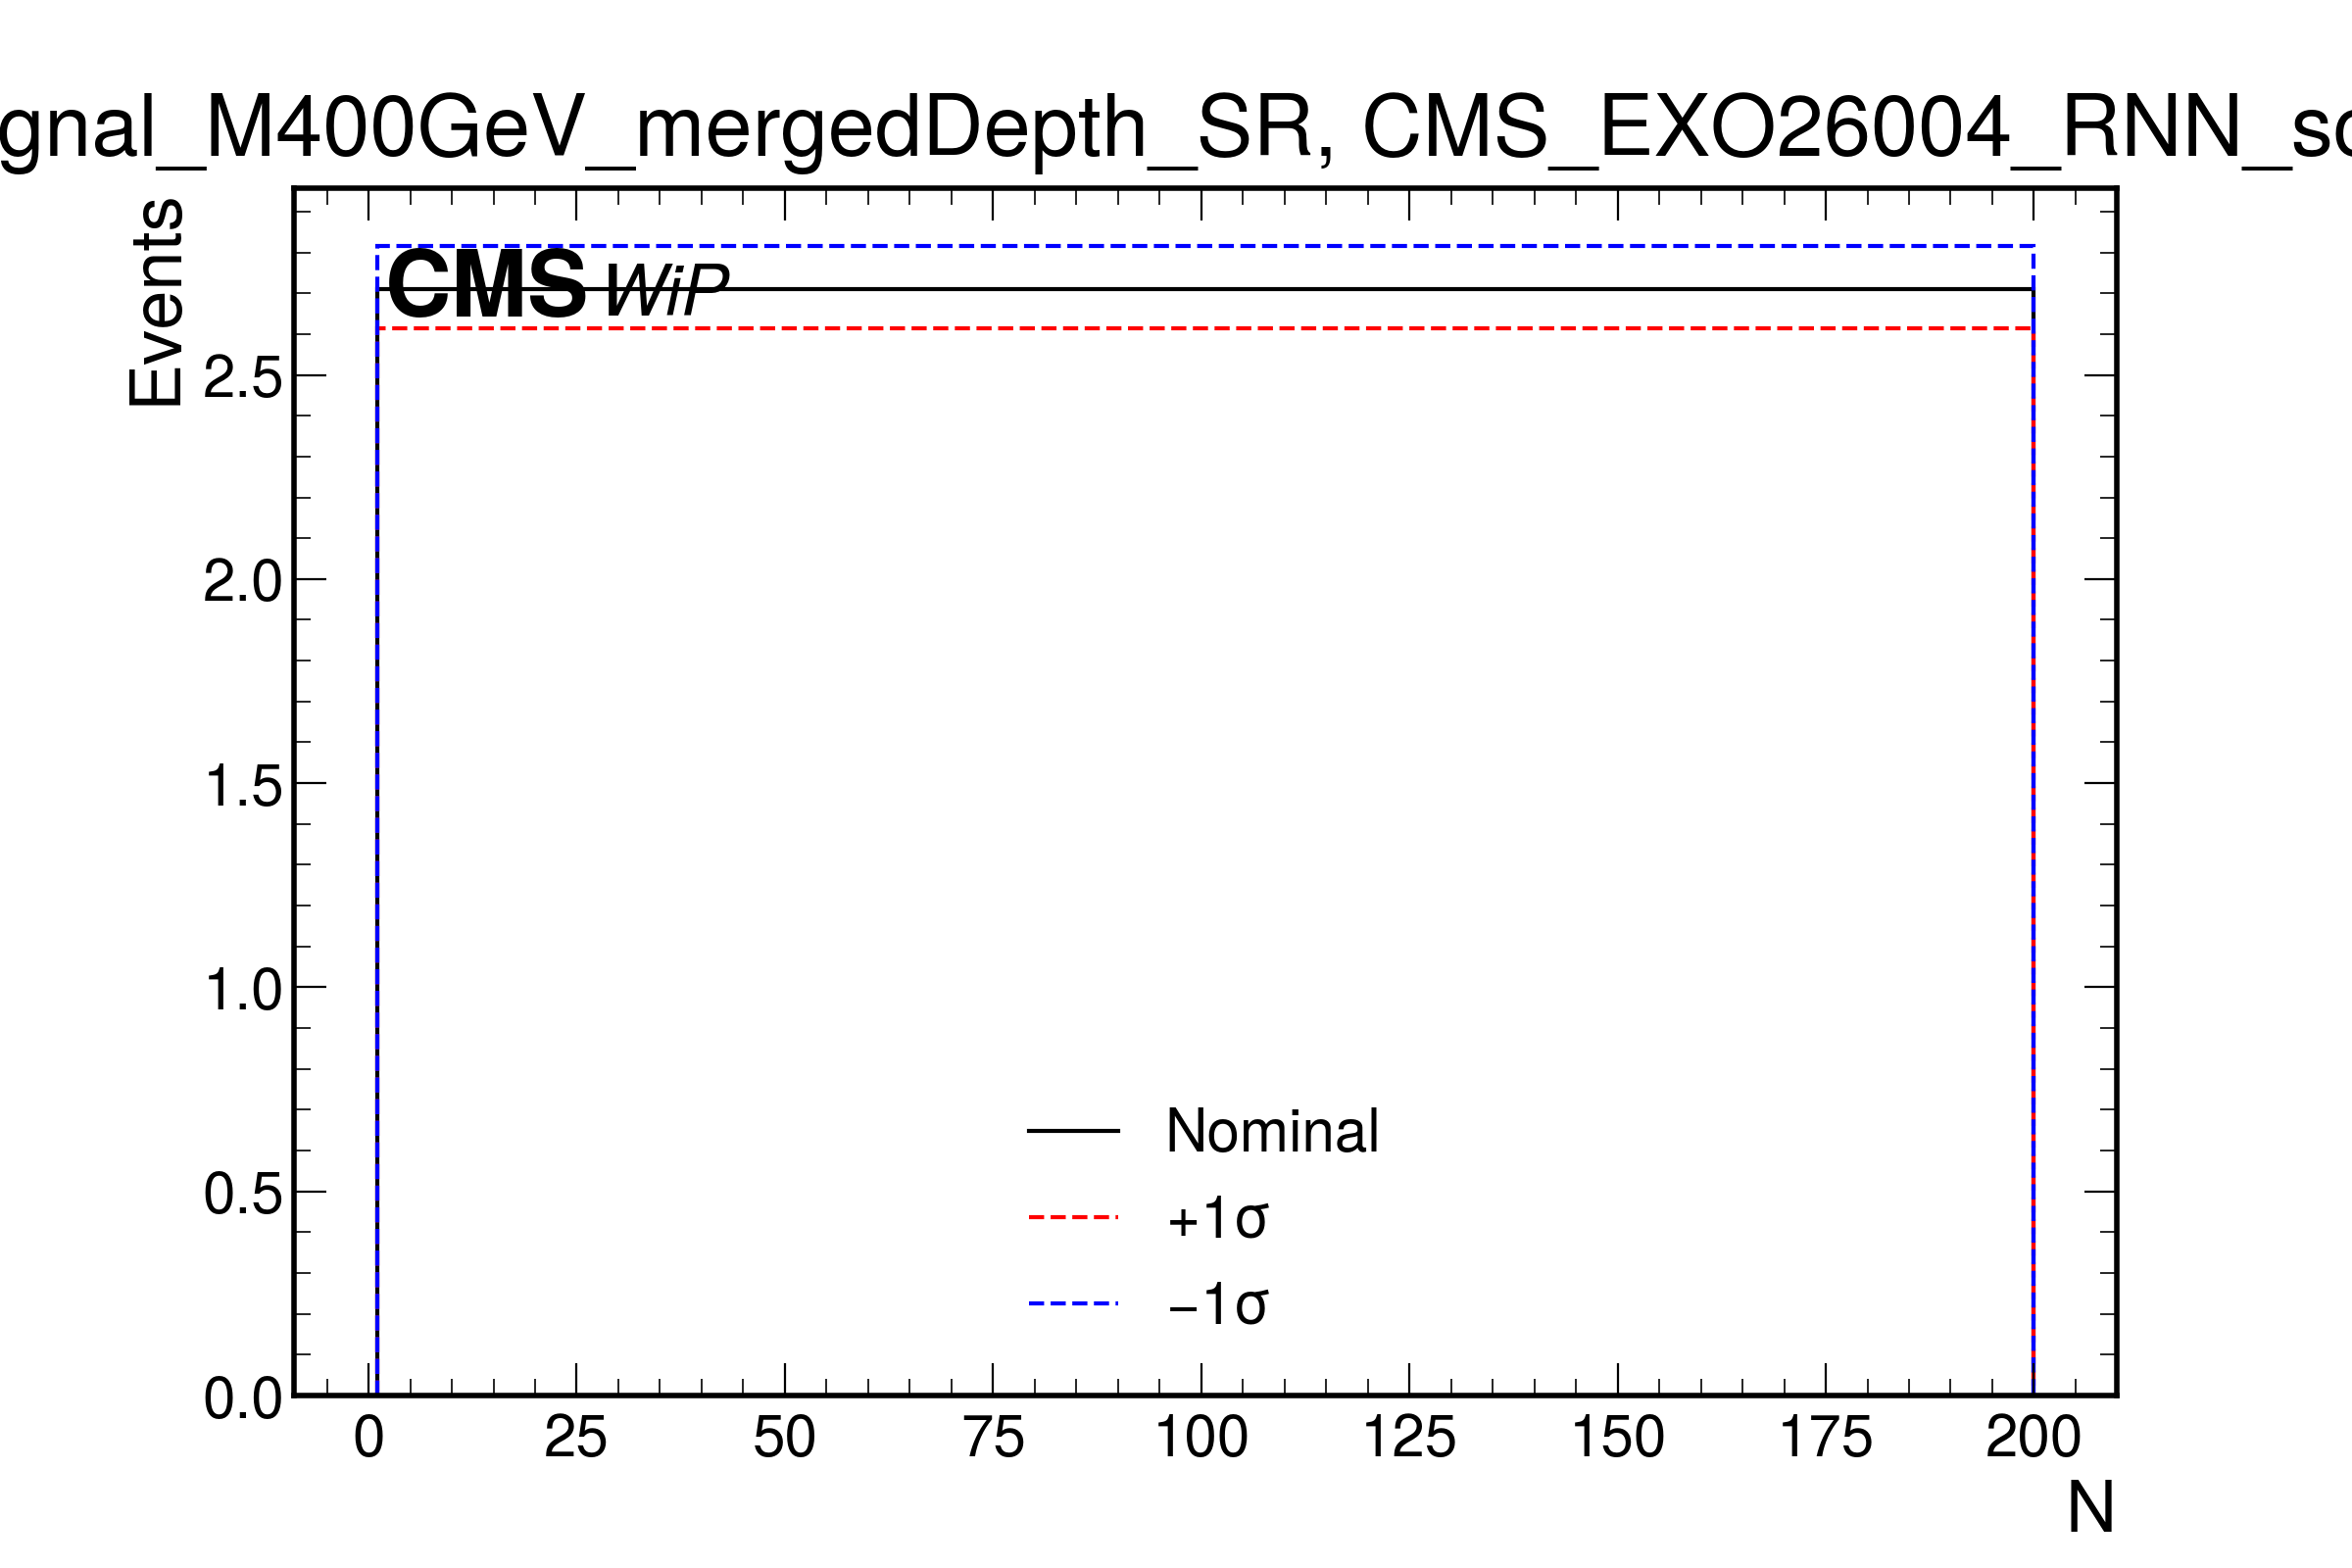 gnal_M400GeV_mergedDepth_SR, CMS_EXO26004_RNN_sc
Events
CMS WiP
2.5
2.0
1.5
1.0
0.5
0.0
Nominal
+1σ
−1σ
0 25 50 75 100 125 150 175 200
N